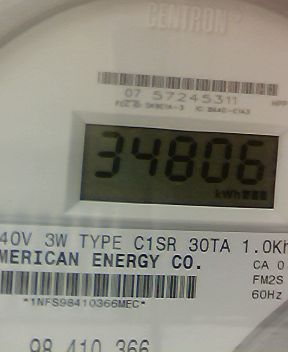 CENTRON
07 57245311
34806
kWh
40V 3W TYPE C1SR 30TA 1.0Kh
MERICAN ENERGY CO.
CA 0
FM2S
60Hz
*1NFS98410366MEC*
98 410 366